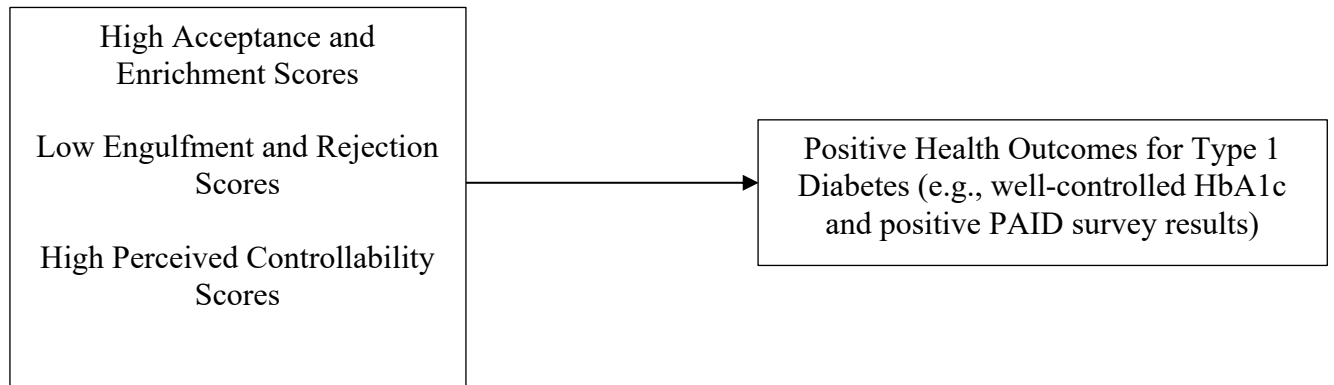 High Acceptance and
Enrichment Scores
Low Engulfment and Rejection
Scores
High Perceived Controllability
Scores
Positive Health Outcomes for Type 1
Diabetes (e.g., well-controlled HbA1c
and positive PAID survey results)